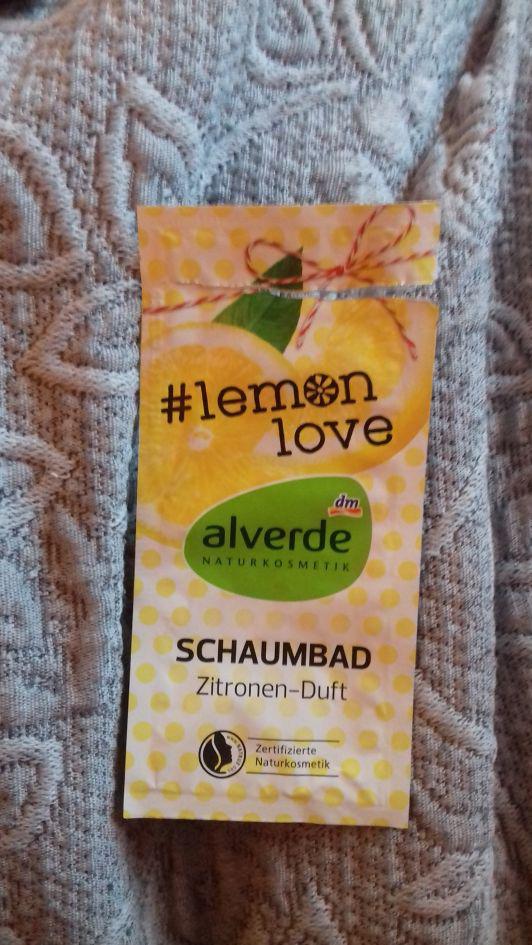 #lemon
love
dm
alverde
NATURKOSMETIK
SCHAUMBAD
Zitronen-Duft
Zertifizierte
Naturkosmetik